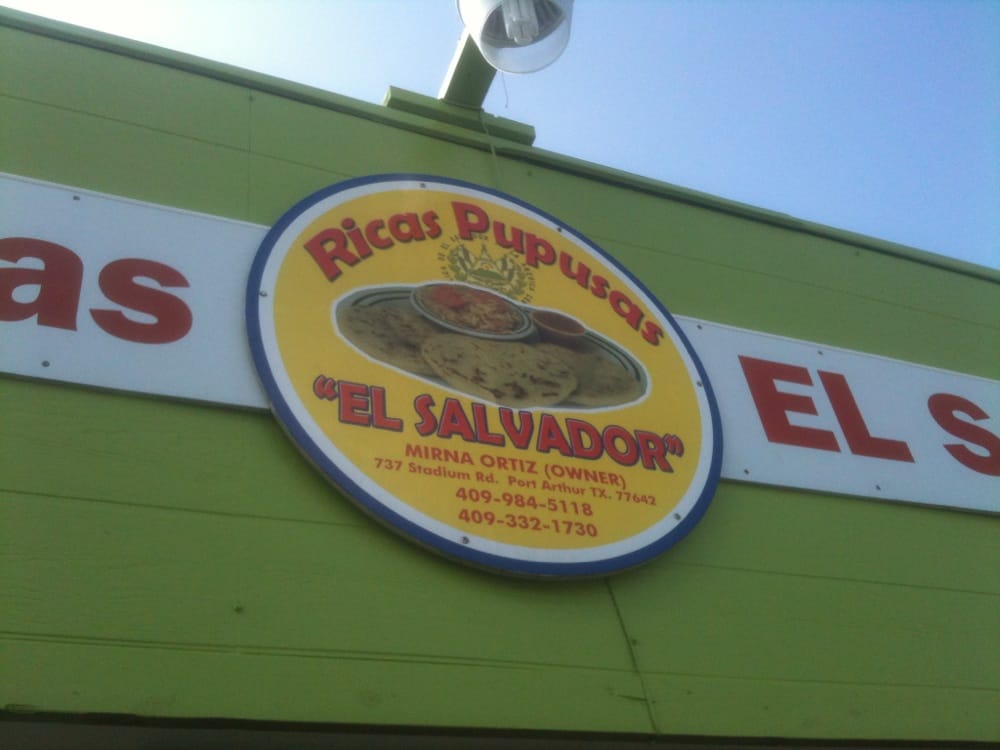 as
Ricas Pupusas
"EL SALVADOR"
MIRNA ORTIZ (OWNER)
737 Stadium Rd. Port Arthur TX. 77642
409-984-5118
409-332-1730
EL S